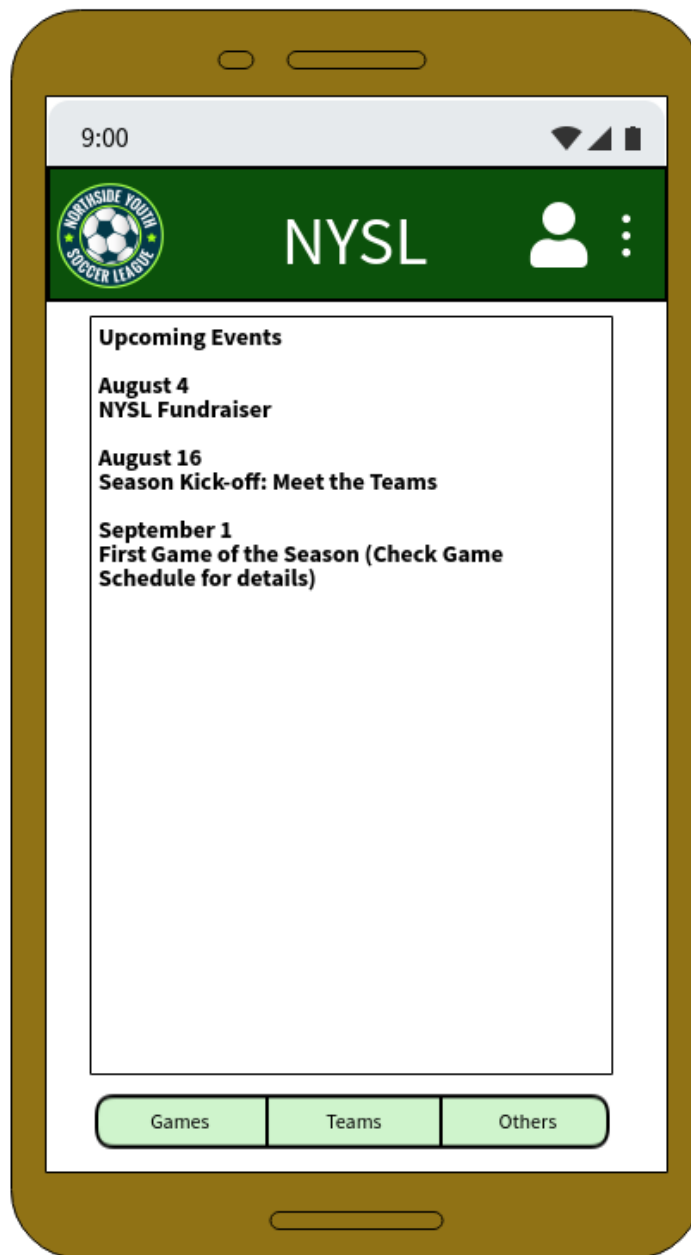 9:00
NORTHSIDE YOUTH
SOCCER LEAGUE
NYSL
Upcoming Events
August 4
NYSL Fundraiser
August 16
Season Kick-off: Meet the Teams
September 1
First Game of the Season (Check Game
Schedule for details)
Games
Teams
Others